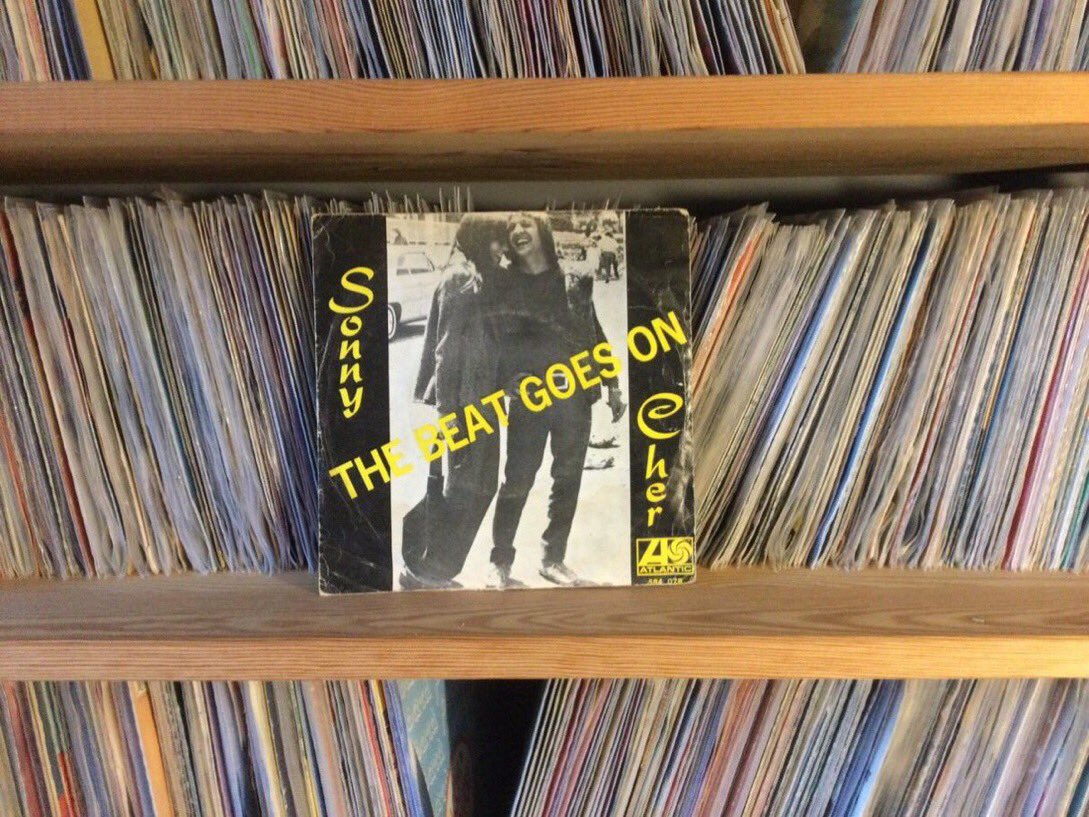 Sonny
THE BEAT GOES ON
Cher
ATLANTIC